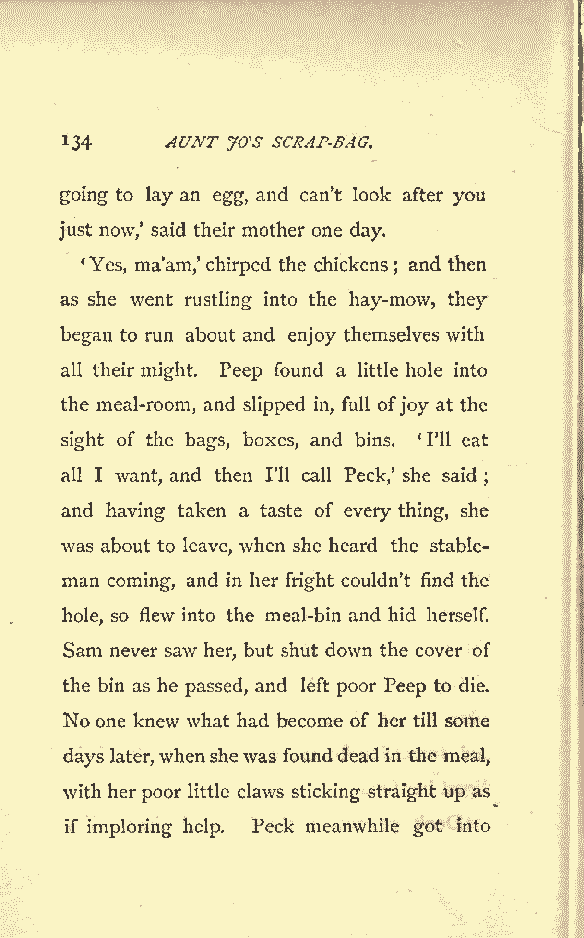 134 AUNT JO'S SCRAP-BAG.
going to lay an egg, and can't look after you
just now,' said their mother one day.
'Yes, ma'am,' chirped the chickens; and then
as she went rustling into the hay-mow, they
began to run about and enjoy themselves with
all their might. Peep found a little hole into
the meal-room, and slipped in, full of joy at the
sight of the bags, boxes, and bins. 'I'll eat
all I want, and then I'll call Peck,' she said;
and having taken a taste of every thing, she
was about to leave, when she heard the stable-
man coming, and in her fright couldn't find the
hole, so flew into the meal-bin and hid herself.
Sam never saw her, but shut down the cover of
the bin as he passed, and left poor Peep to die.
No one knew what had become of her till some
days later, when she was found dead in the meal,
with her poor little claws sticking straight up as
if imploring help. Peck meanwhile got into